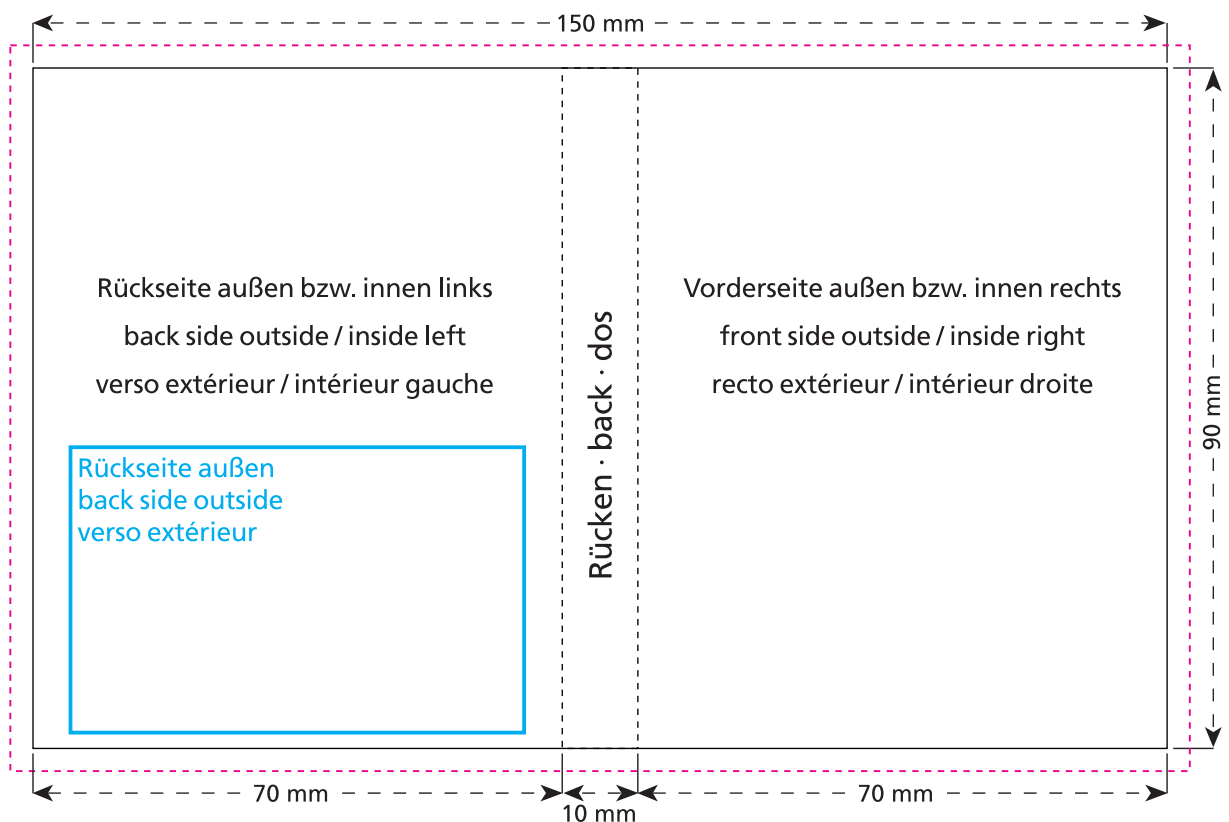 150 mm
Rückseite außen bzw. innen links
back side outside / inside left
verso extérieur / intérieur gauche
Rückseite außen
back side outside
verso extérieur
Rücken · back · dos
Vorderseite außen bzw. innen rechts
front side outside / inside right
recto extérieur / intérieur droite
90 mm
70 mm
10 mm
70 mm